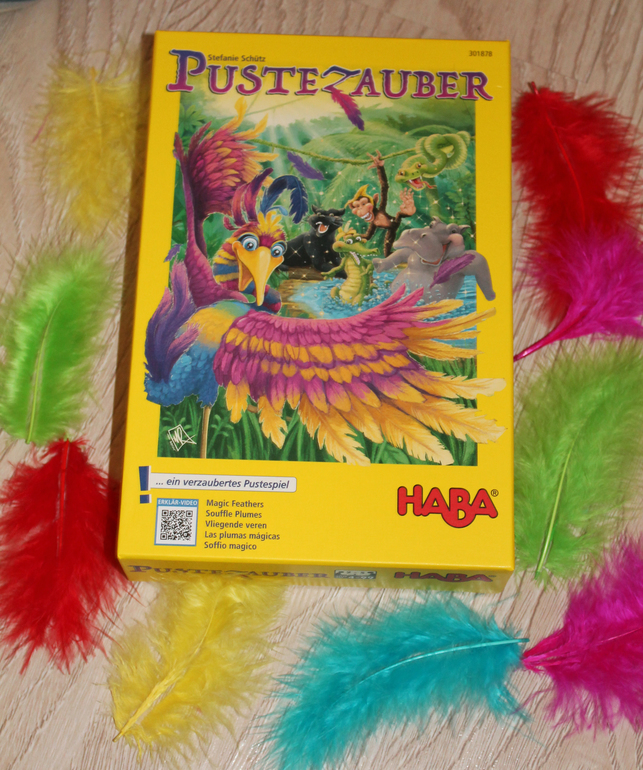 Stefanie Schütz
301878
PUSTEZAUBER
... ein verzaubertes Pustespiel
ERKLÄR-VIDEO
Magic Feathers
Souffle Plumes
Vliegende veren
Las plumas mágicas
Soffio magico
HABA®
PUSTEZAUBER
HABA